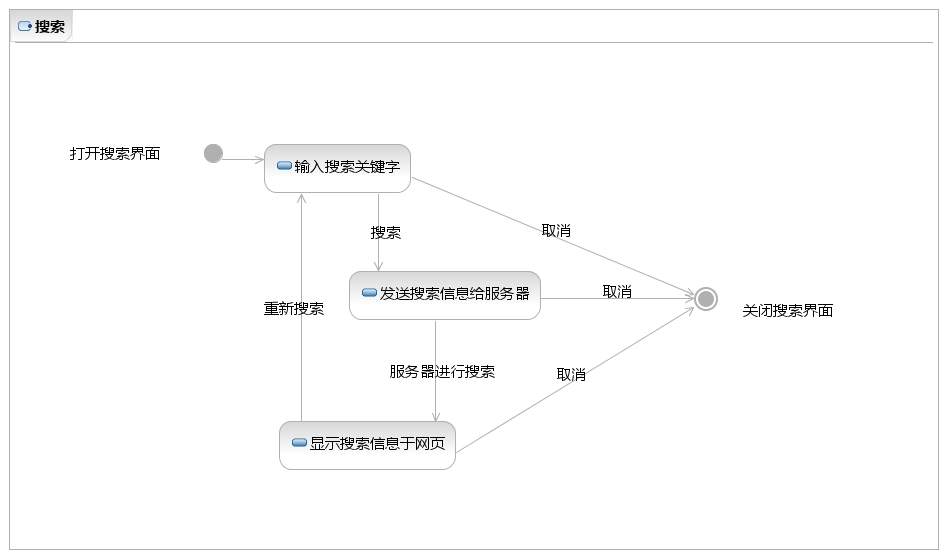 搜索
打开搜索界面
输入搜索关键字
取消
搜索
发送搜索信息给服务器
取消
关闭搜索界面
重新搜索
服务器进行搜索
取消
显示搜索信息于网页